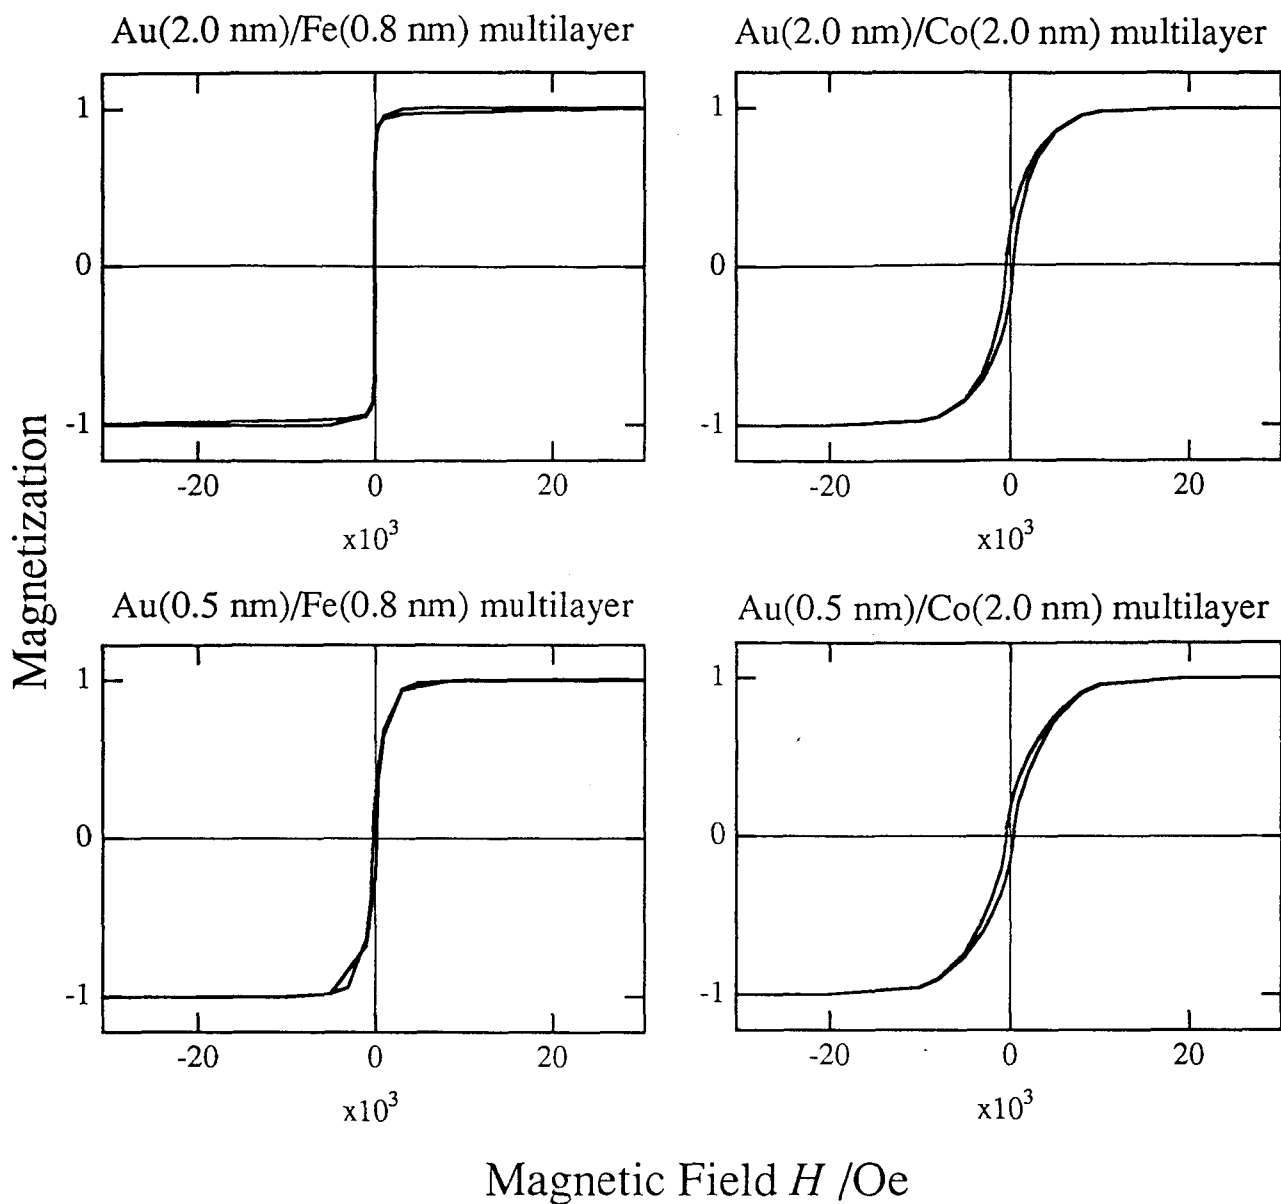 Au(2.0 nm)/Fe(0.8 nm) multilayer
1
0
-1
-20 0 20
x10³
Au(2.0 nm)/Co(2.0 nm) multilayer
1
0
-1
-20 0 20
x10³
Au(0.5 nm)/Fe(0.8 nm) multilayer
1
0
-1
-20 0 20
x10³
Au(0.5 nm)/Co(2.0 nm) multilayer
1
0
-1
-20 0 20
x10³
Magnetization
Magnetic Field H /Oe